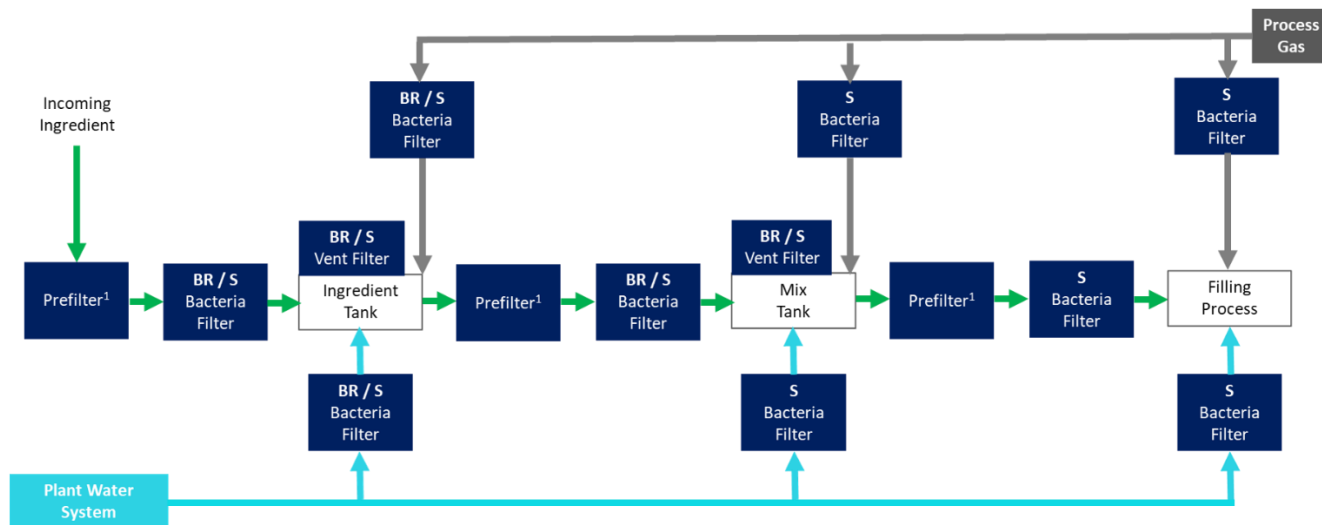 Process
Gas
BR / S
Bacteria
Filter
S
Bacteria
Filter
S
Bacteria
Filter
Incoming
Ingredient
BR / S
Vent Filter
BR / S
Vent Filter
Prefilter¹
BR / S
Bacteria
Filter
Ingredient
Tank
Prefilter¹
BR / S
Bacteria
Filter
Mix
Tank
Prefilter¹
S
Bacteria
Filter
Filling
Process
BR / S
Bacteria
Filter
S
Bacteria
Filter
S
Bacteria
Filter
Plant Water
System